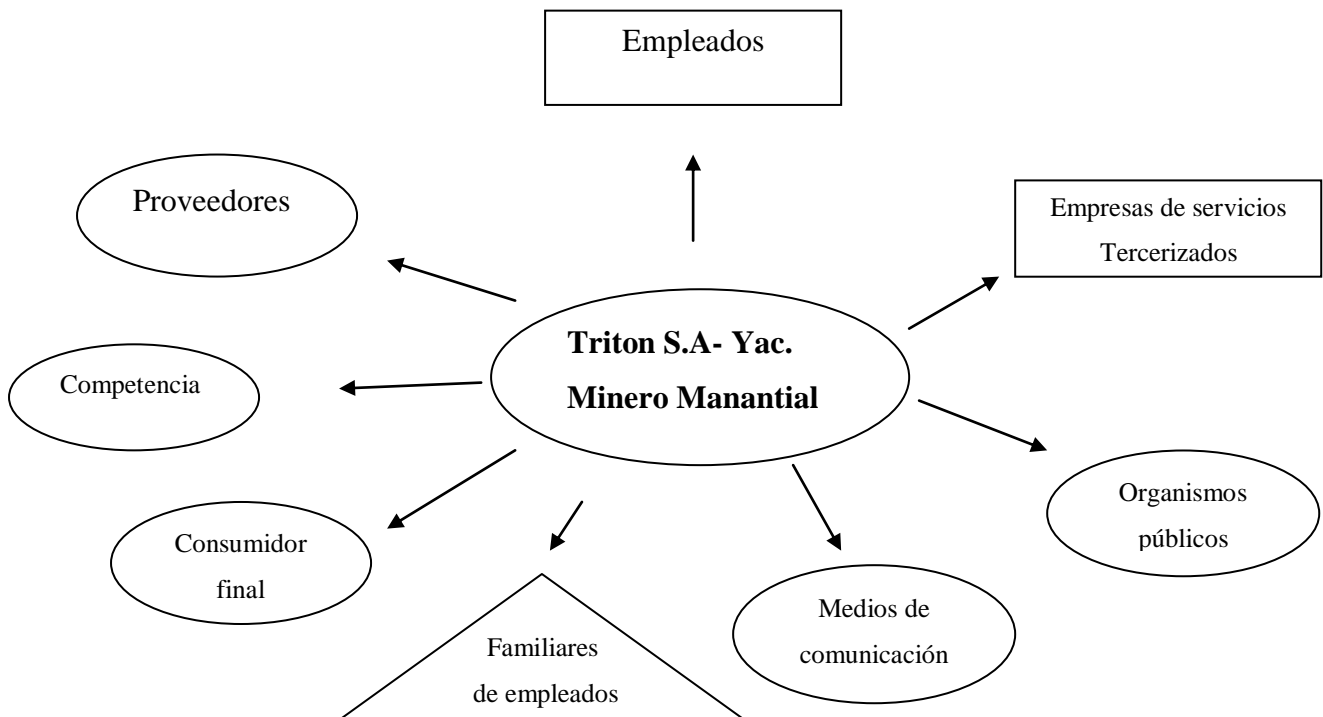 Empleados
Proveedores
Empresas de servicios
Tercerizados
Triton S.A- Yac.
Minero Manantial
Competencia
Organismos
públicos
Consumidor
final
Medios de
comunicación
Familiares
de empleados